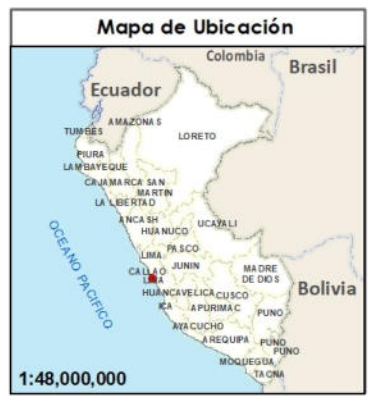 Mapa de Ubicación
Colombia
Brasil
Ecuador
AMAZONAS
TUMBES
LORETO
PIURA
LAMBAYEQUE
CAJAMARCA SAN
MARTIN
LA LIBERTAD
ANCASH
UCAYALI
HUANUCO
PASCO
LIMA
JUNIN
CALLAO
MADRE
DE DIOS
LIMA
HUANCAVELICA
CUSCO
Bolivia
ICA
APURIMAC
PUNO
AYACUCHO
AREQUIPA
PUNO
PUNO
MOQUEGUA
TACNA
OCEANO PACIFICO
1:48,000,000